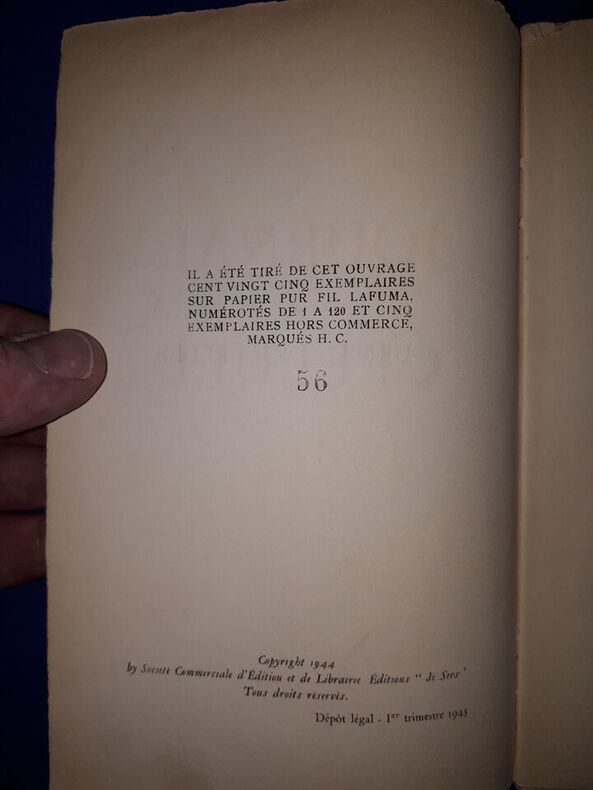 IL A ÉTÉ TIRÉ DE CET OUVRAGE
CENT VINGT CINQ EXEMPLAIRES
SUR PAPIER PUR FIL LAFUMA,
NUMÉROTÉS DE 1 A 120 ET CINQ
EXEMPLAIRES HORS COMMERCE,
MARQUÉS H. C.
56
Copyright 1944
by Société Commerciale d'Édition et de Librairie Éditions " Je Sers "
Tous droits réservés.
Dépôt légal - 1er trimestre 1945